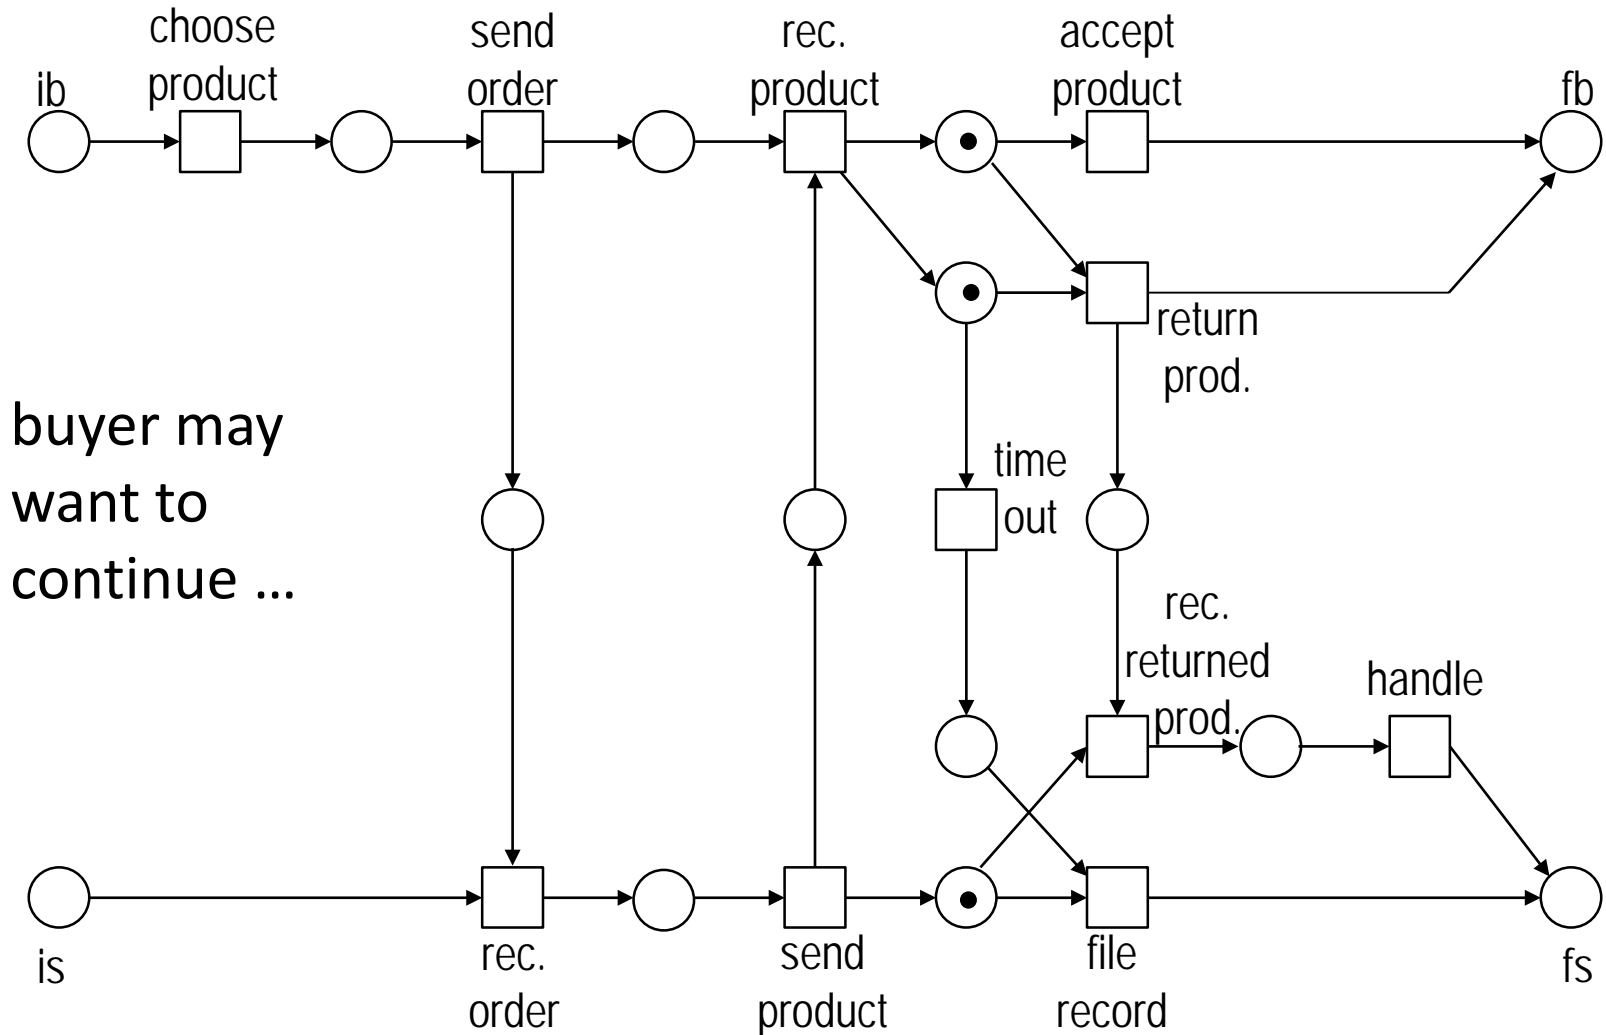 choose
product
send
order
rec.
product
accept
product
ib
fb
return
prod.
buyer may
want to
continue ...
time
out
rec.
returned
prod.
handle
is
rec.
order
send
product
file
record
fs